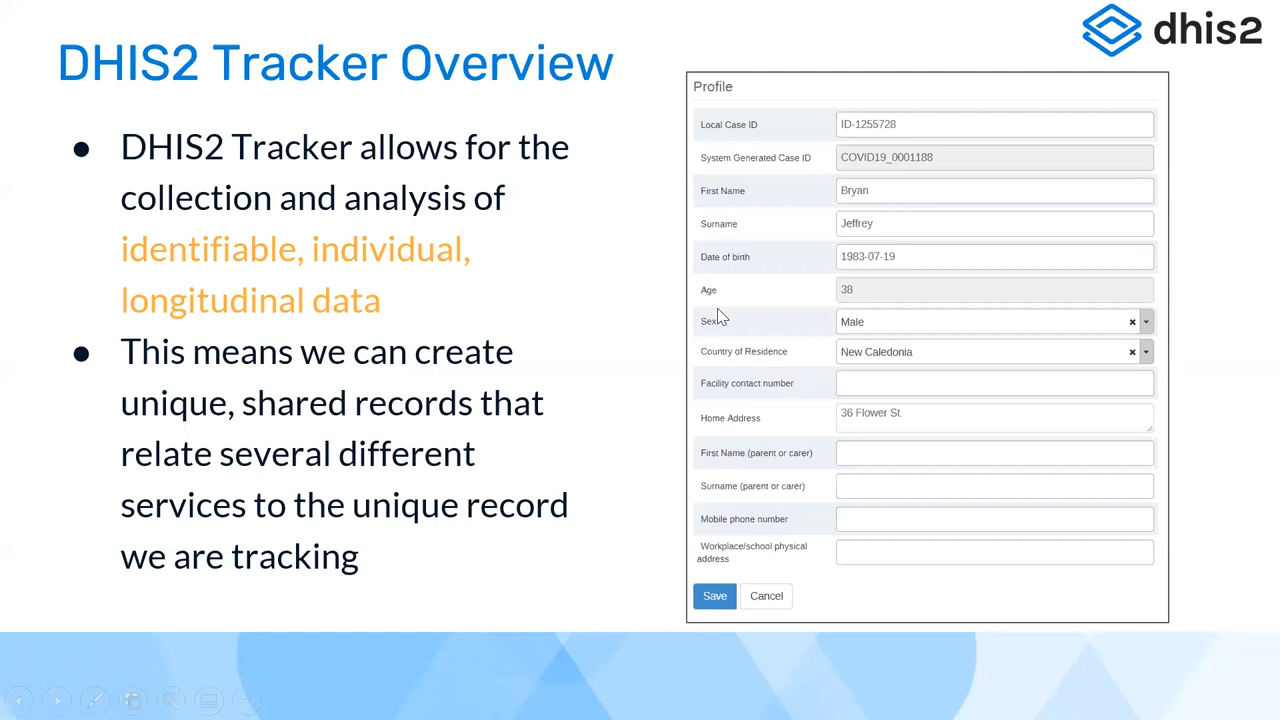 DHIS2 Tracker Overview
dhis2
● DHIS2 Tracker allows for the
collection and analysis of
identifiable, individual,
longitudinal data
● This means we can create
unique, shared records that
relate several different
services to the unique record
we are tracking
Profile
Local Case ID ID-1255728
System Generated Case ID COVID19_0001188
First Name Bryan
Surname Jeffrey
Date of birth 1983-07-19
Age 38
Sex Male
Country of Residence New Caledonia
Facility contact number
Home Address 36 Flower St.
First Name (parent or carer)
Surname (parent or carer)
Mobile phone number
Workplace/school physical
address
Save Cancel